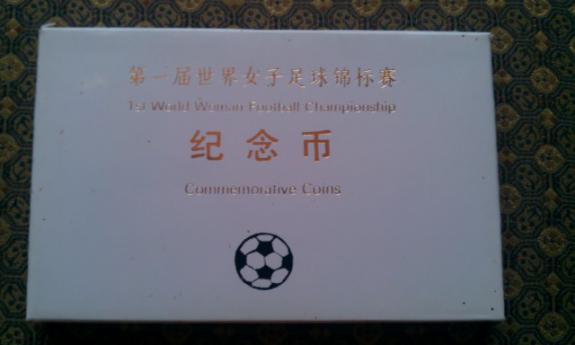 第一届世界女子足球锦标赛
1st World Woman Football Championship
纪念币
Commemorative Coins